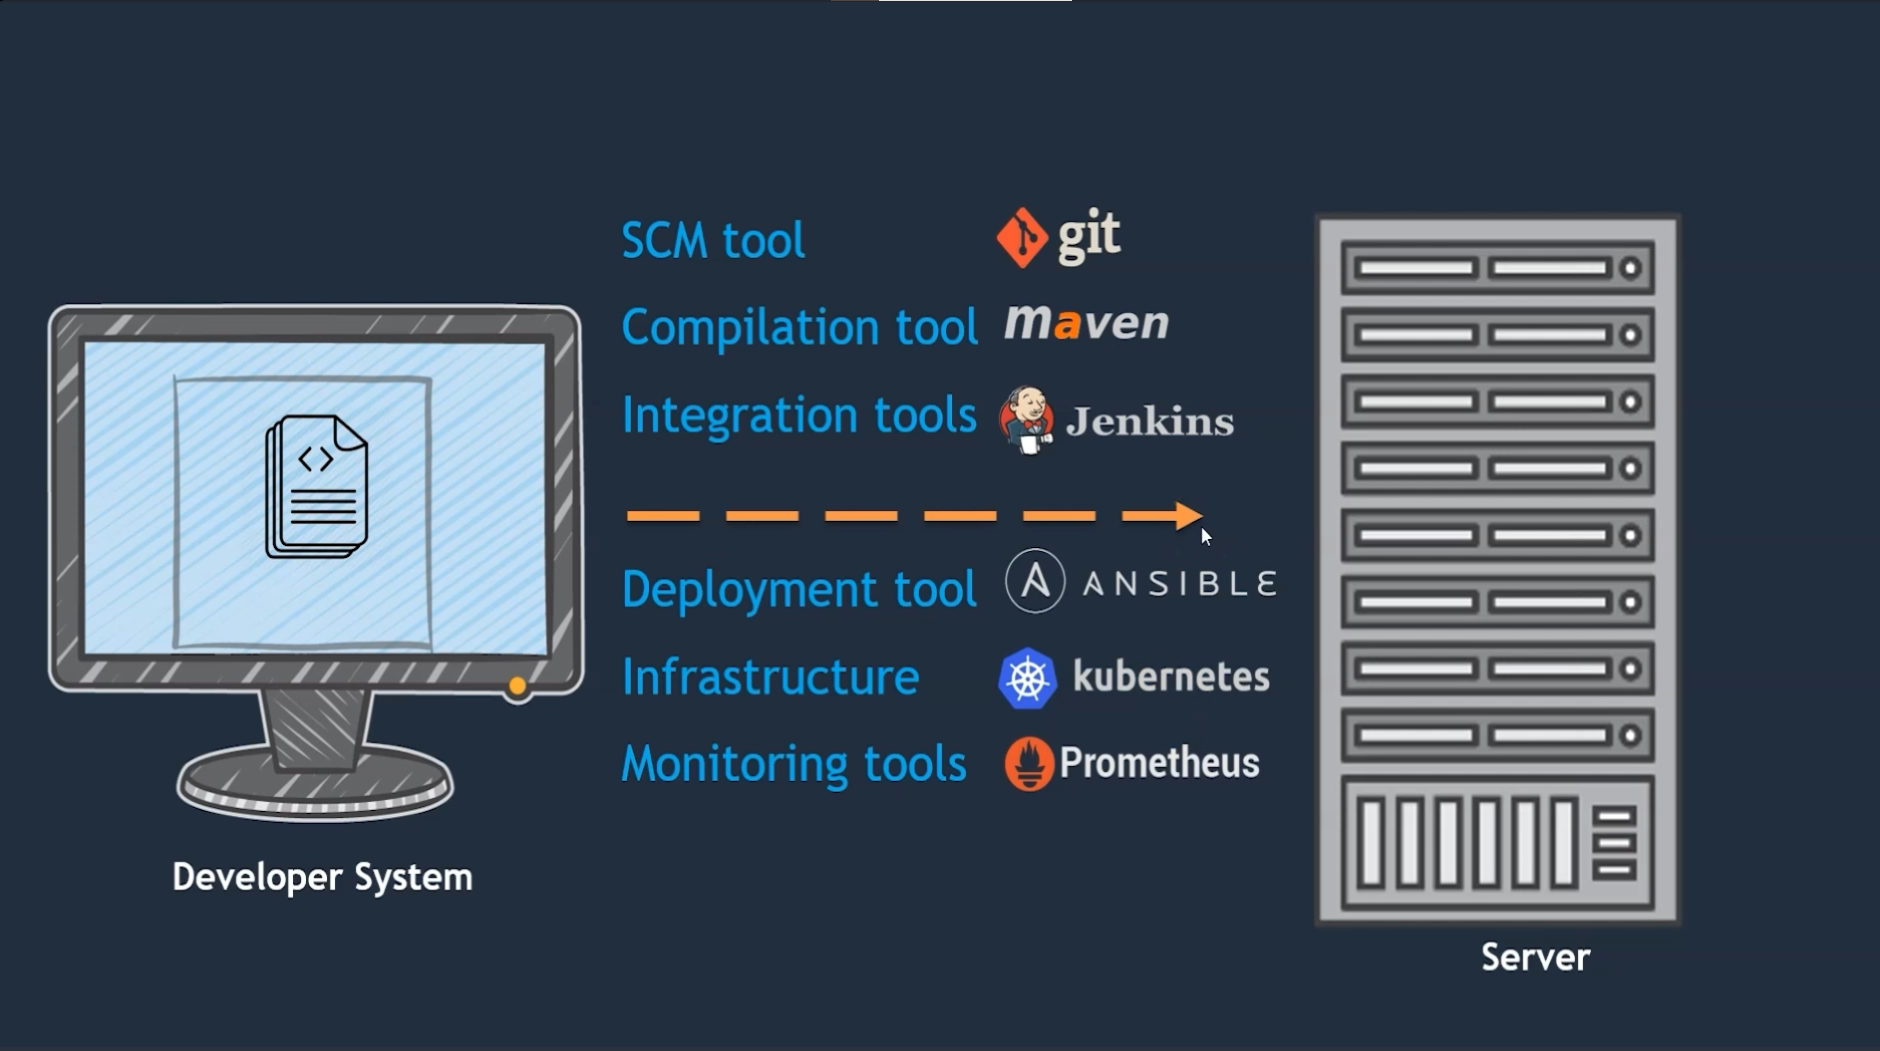 SCM tool git
Compilation tool maven
Integration tools Jenkins
Deployment tool ANSIBLE
Infrastructure kubernetes
Monitoring tools Prometheus
Developer System
Server